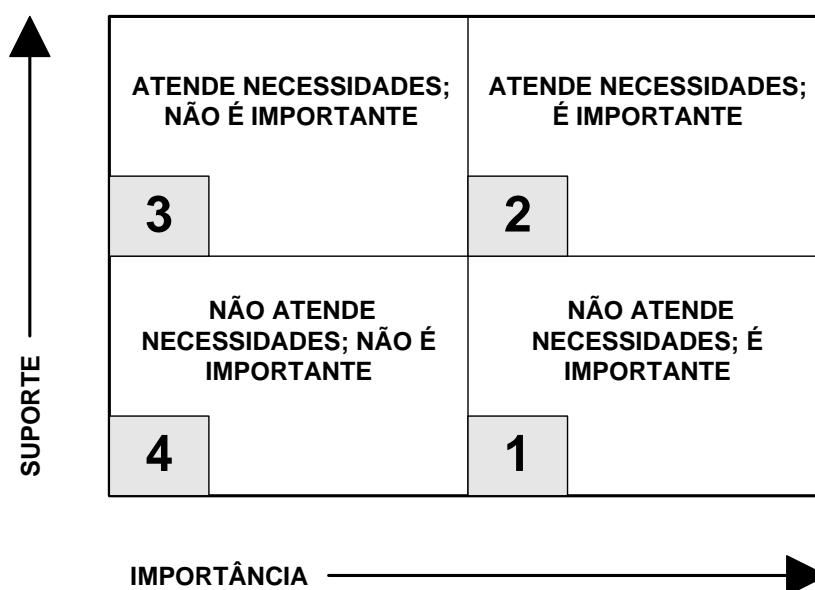 ATENDE NECESSIDADES;
NÃO É IMPORTANTE
3
ATENDE NECESSIDADES;
É IMPORTANTE
2
NÃO ATENDE
NECESSIDADES; NÃO É
IMPORTANTE
4
NÃO ATENDE
NECESSIDADES; É
IMPORTANTE
1
SUPORTE
IMPORTÂNCIA